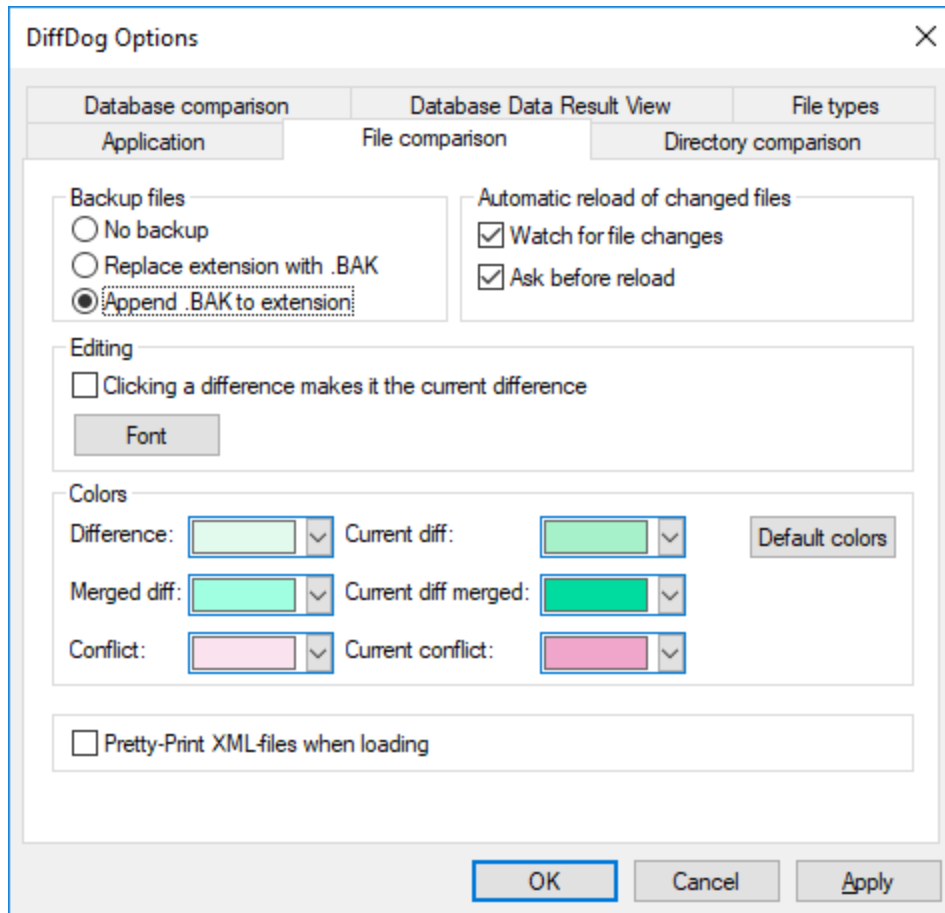 DiffDog Options
Database comparison
Database Data Result View
File types
Application
File comparison
Directory comparison
Backup files
No backup
Replace extension with .BAK
Append .BAK to extension
Automatic reload of changed files
Watch for file changes
Ask before reload
Editing
Clicking a difference makes it the current difference
Font
Colors
Difference:
Current diff:
Default colors
Merged diff:
Current diff merged:
Conflict:
Current conflict:
Pretty-Print XML-files when loading
OK
Cancel
Apply